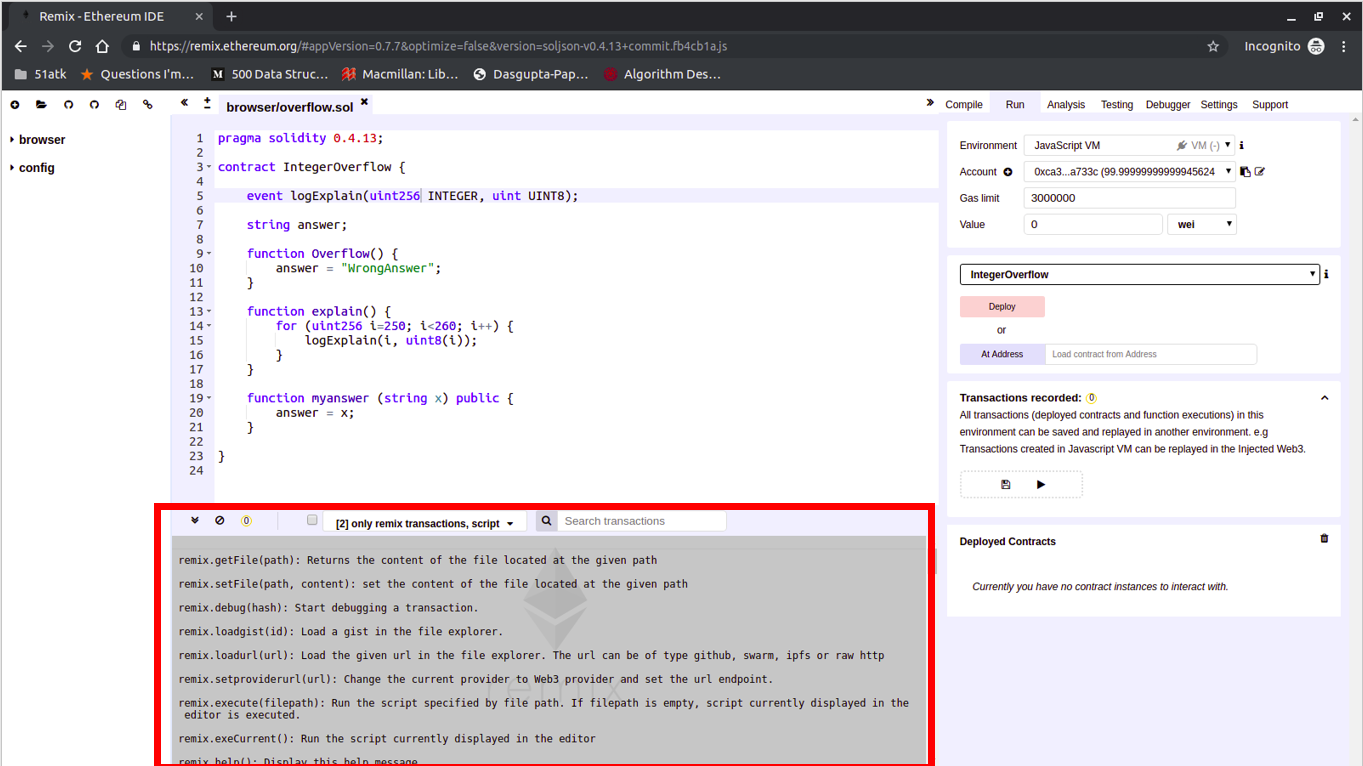 Remix - Ethereum IDE
https://remix.ethereum.org/#appVersion=0.7.7&optimize=false&version=soljson-v0.4.13+commit.fb4cb1a.js
Incognito
51atk
Questions I'm...
M 500 Data Struc...
Macmillan: Lib...
Dasgupta-Pap...
Algorithm Des...
browser/overflow.sol
Compile Run Analysis Testing Debugger Settings Support
browser
config
1 pragma solidity 0.4.13;
2
3 contract IntegerOverflow {
4
5 event logExplain(uint256 INTEGER, uint UINT8);
6
7 string answer;
8
9 function Overflow() {
10 answer = "WrongAnswer";
11 }
12
13 function explain() {
14 for (uint256 i=250; i<260; i++) {
15 logExplain(i, uint8(i));
16 }
17 }
18
19 function myanswer (string x) public {
20 answer = x;
21 }
22
23 }
24
Environment JavaScript VM VM (-)
Account 0xca3...a733c (99.99999999999945624
Gas limit 3000000
Value 0 wei
IntegerOverflow
Deploy
or
At Address Load contract from Address
Transactions recorded: 0
All transactions (deployed contracts and function executions) in this
environment can be saved and replayed in another environment. e.g
Transactions created in Javascript VM can be replayed in the Injected Web3.
Deployed Contracts
Currently you have no contract instances to interact with.
0 [2] only remix transactions, script Search transactions
remix.getFile(path): Returns the content of the file located at the given path
remix.setFile(path, content): set the content of the file located at the given path
remix.debug(hash): Start debugging a transaction.
remix.loadgist(id): Load a gist in the file explorer.
remix.loadurl(url): Load the given url in the file explorer. The url can be of type github, swarm, ipfs or raw http
remix.setproviderurl(url): Change the current provider to Web3 provider and set the url endpoint.
remix
remix.execute(filepath): Run the script specified by file path. If filepath is empty, script currently displayed in the
editor is executed.
remix.exeCurrent(): Run the script currently displayed in the editor
remix.help(): Display this help message